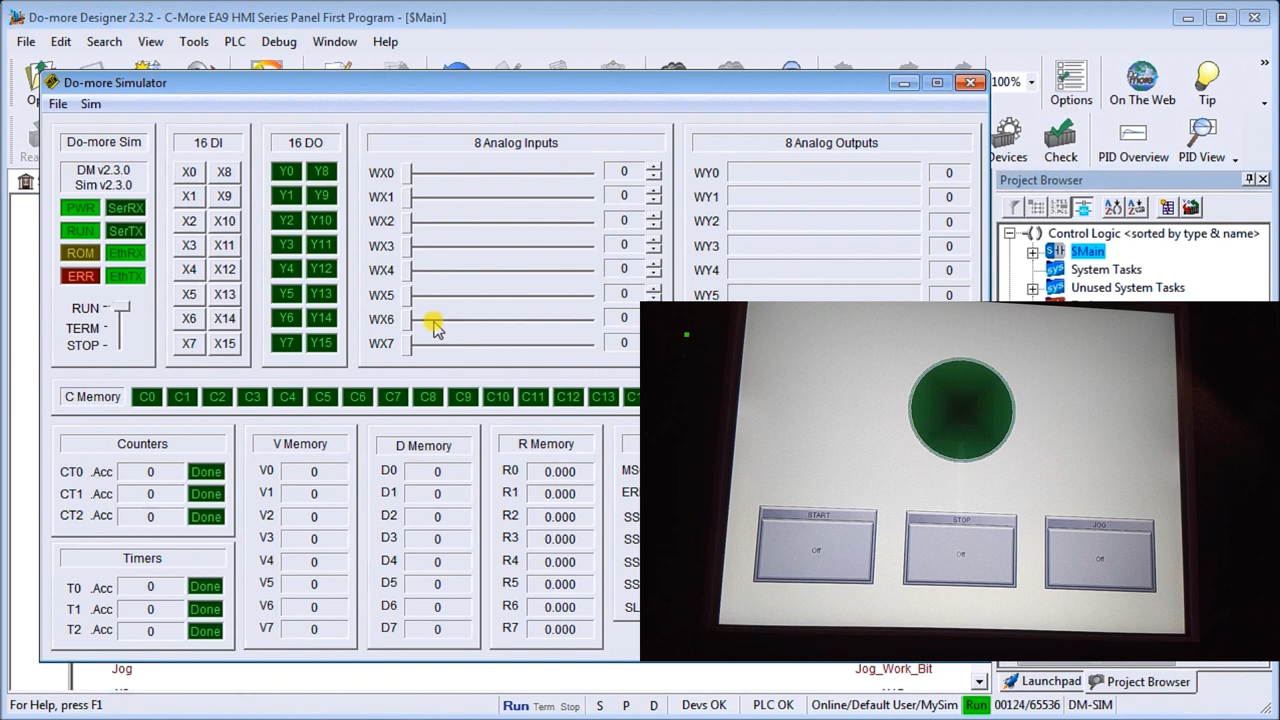 Do-more Designer 2.3.2 - C-More EA9 HMI Series Panel First Program - [$Main]
File Edit Search View Tools PLC Debug Window Help
100%
Options On The Web Tip
Check PID Overview PID View
Do-more Simulator
File Sim
Do-more Sim
DM v2.3.0
Sim v2.3.0
PWR SerRX
RUN SerTX
ROM EthRX
ERR EthTX
RUN
TERM
STOP
16 DI
X0 X8
X1 X9
X2 X10
X3 X11
X4 X12
X5 X13
X6 X14
X7 X15
16 DO
Y0 Y8
Y1 Y9
Y2 Y10
Y3 Y11
Y4 Y12
Y5 Y13
Y6 Y14
Y7 Y15
8 Analog Inputs
WX0 0
WX1 0
WX2 0
WX3 0
WX4 0
WX5 0
WX6 0
WX7 0
8 Analog Outputs
WY0 0
WY1 0
WY2 0
WY3 0
WY4 0
WY5
C Memory C0 C1 C2 C3 C4 C5 C6 C7 C8 C9 C10 C11 C12 C13
Counters
CT0 .Acc 0 Done
CT1 .Acc 0 Done
CT2 .Acc 0 Done
Timers
T0 .Acc 0 Done
T1 .Acc 0 Done
T2 .Acc 0 Done
V Memory
V0 0
V1 0
V2 0
V3 0
V4 0
V5 0
V6 0
V7 0
D Memory
D0 0
D1 0
D2 0
D3 0
D4 0
D5 0
D6 0
D7 0
R Memory
R0 0.000
R1 0.000
R2 0.000
R3 0.000
R4 0.000
R5 0.000
R6 0.000
R7 0.000
Project Browser
Control Logic <sorted by type & name>
$Main
System Tasks
Unused System Tasks
START STOP JOG
Off Off Off
Jog Jog_Work_Bit
Launchpad Project Browser
For Help, press F1 Run Term Stop S P D Devs OK PLC OK Online/Default User/MySim Run 00124/65536 DM-SIM